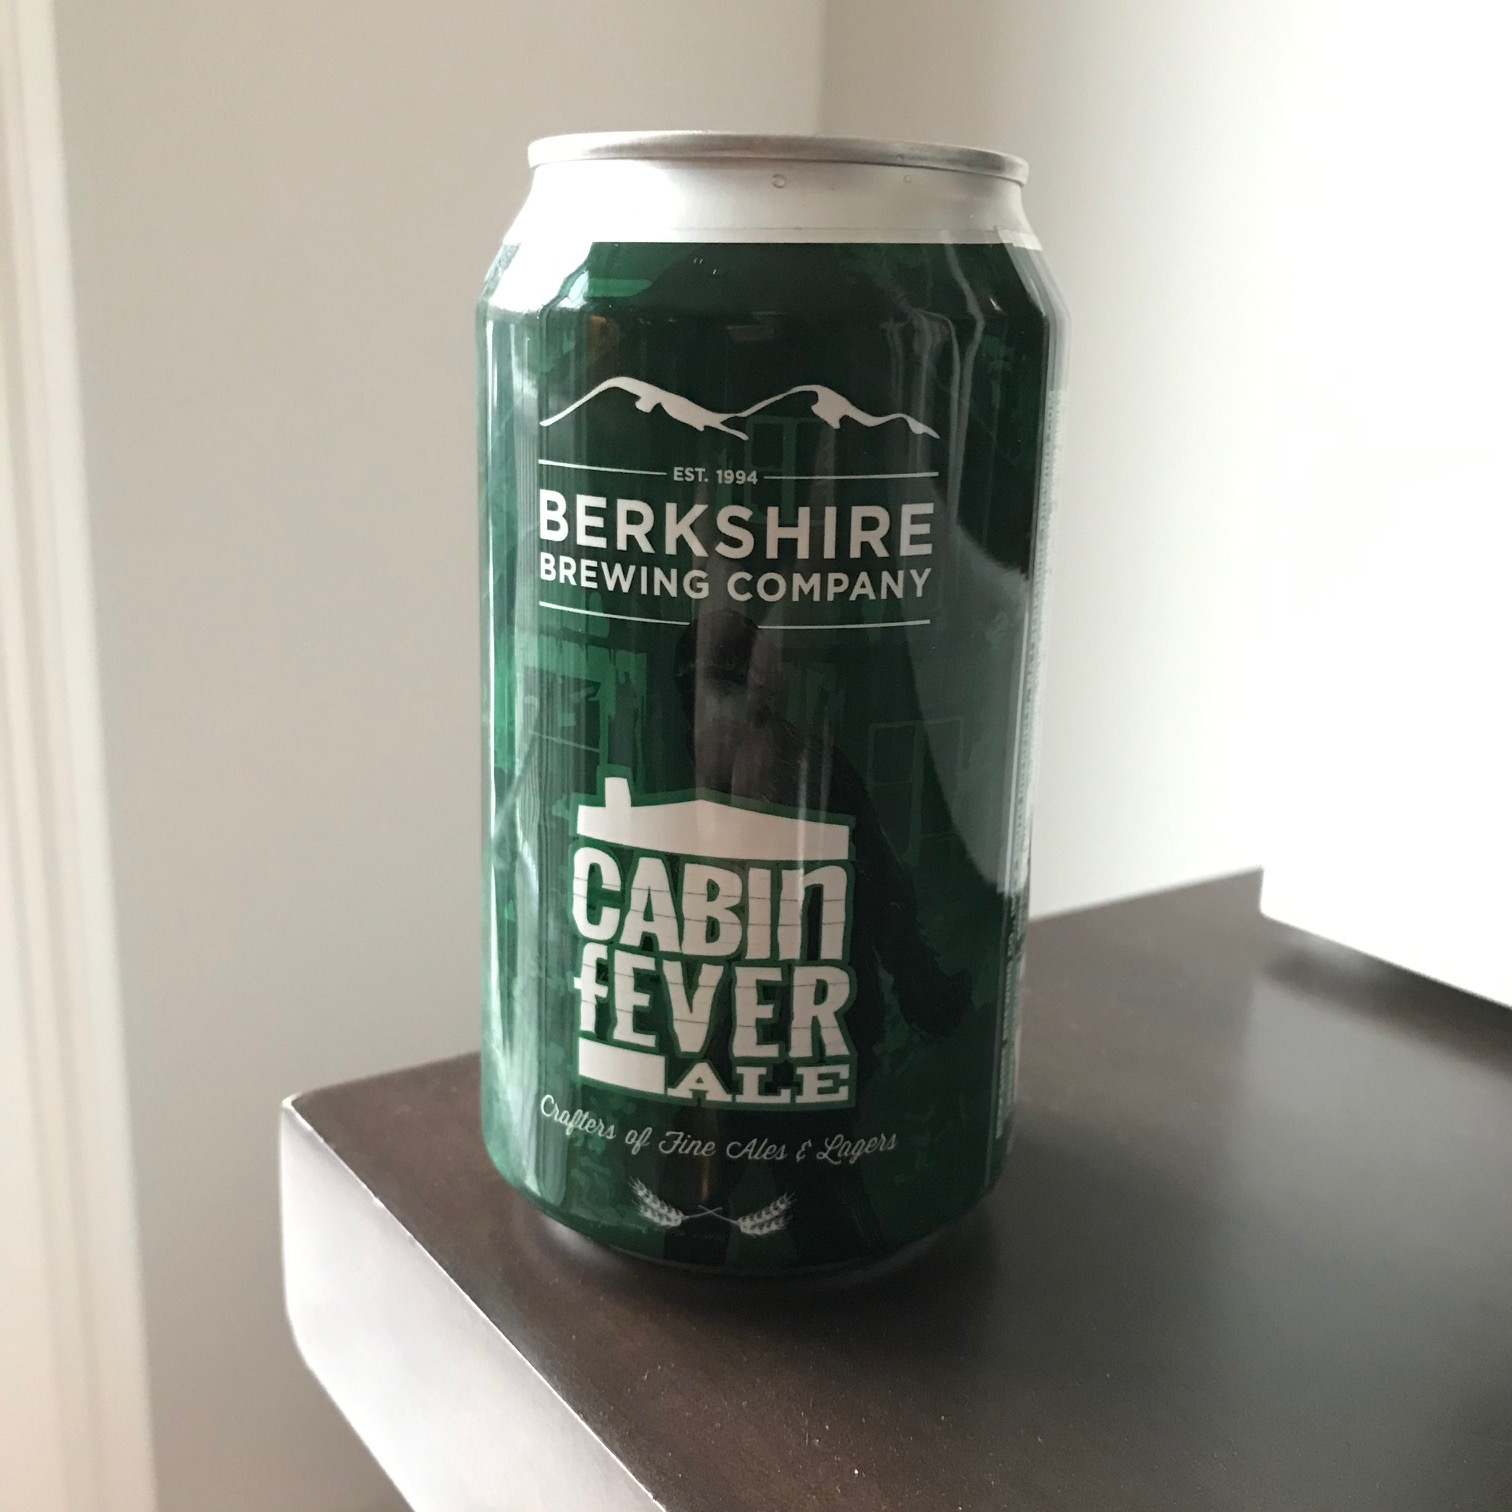 EST. 1994
BERKSHIRE
BREWING COMPANY
CABIN
fEVER
ALE
Crafters of Fine Ales & Lagers